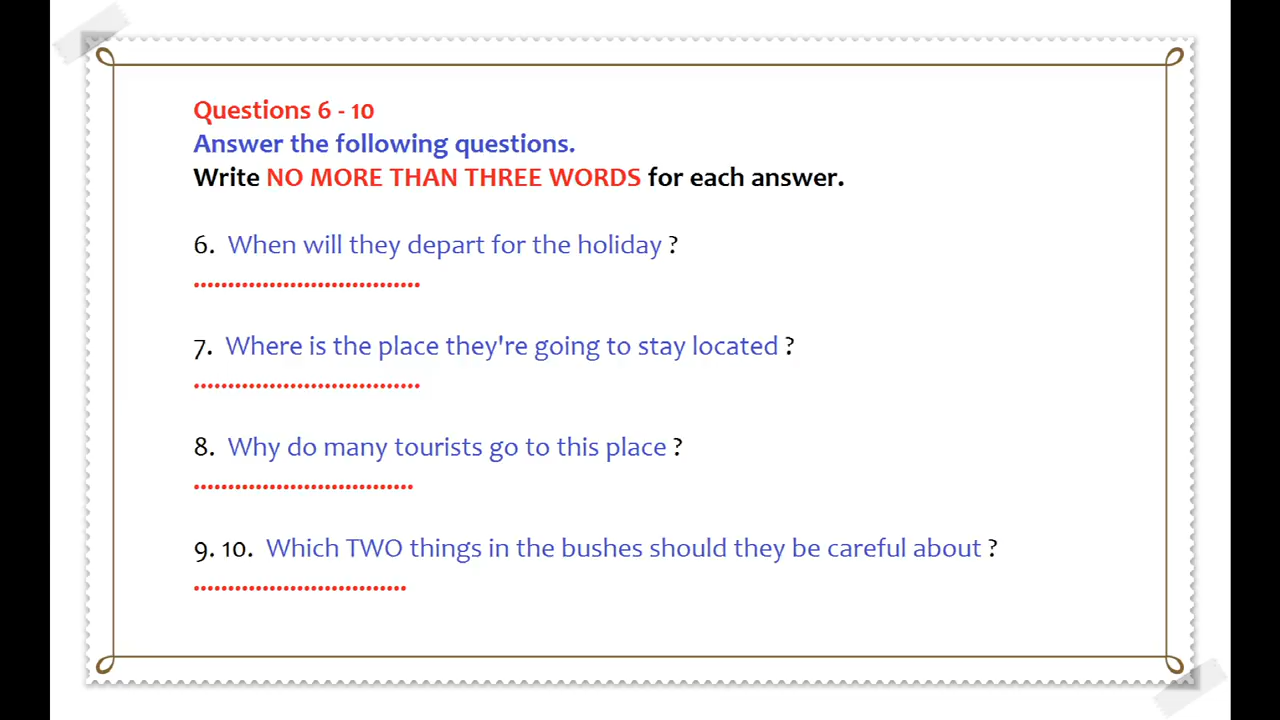 Questions 6 - 10
Answer the following questions.
Write NO MORE THAN THREE WORDS for each answer.
6. When will they depart for the holiday ?
.................................
7. Where is the place they're going to stay located ?
.................................
8. Why do many tourists go to this place ?
................................
9. 10. Which TWO things in the bushes should they be careful about ?
...............................